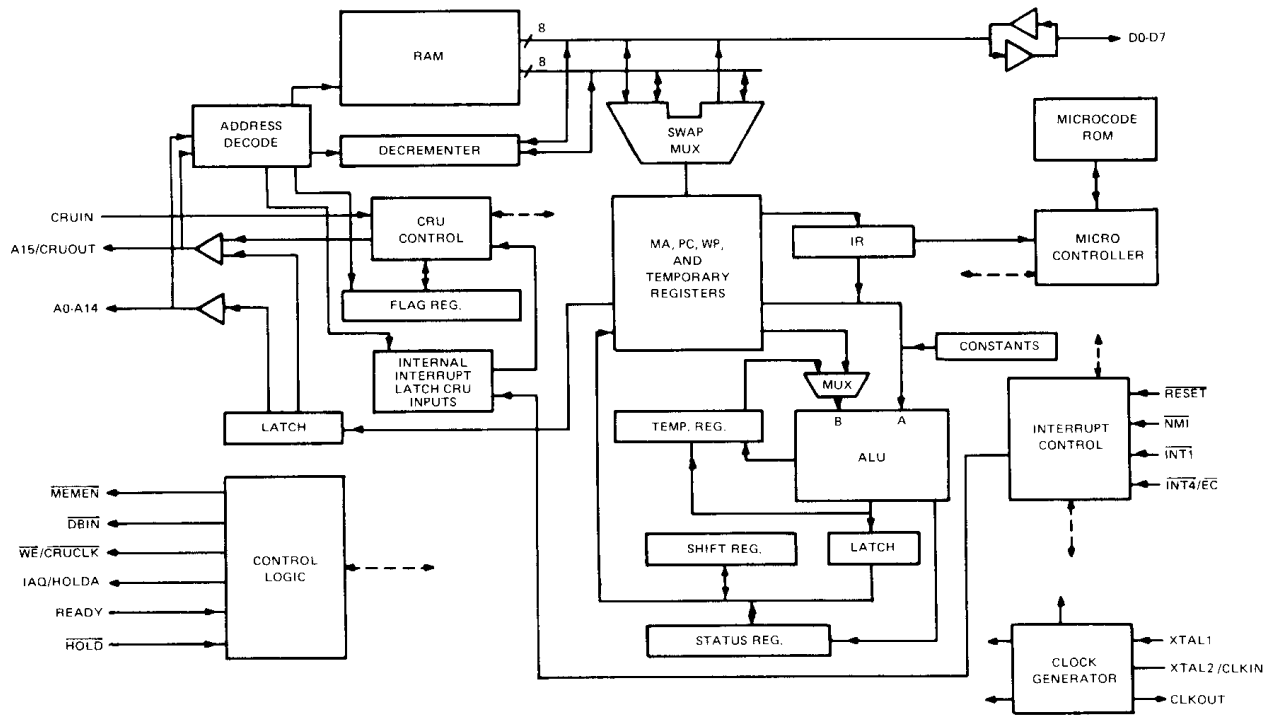 8
RAM
D0-D7
8
ADDRESS
DECODE
SWAP
MUX
MICROCODE
ROM
DECREMENTER
CRUIN
CRU
CONTROL
MA, PC, WP,
AND
TEMPORARY
REGISTERS
IR
MICRO
CONTROLLER
A15/CRUOUT
A0-A14
FLAG REG.
CONSTANTS
INTERNAL
INTERRUPT
LATCH CRU
INPUTS
MUX
RESET
LATCH
TEMP. REG.
B
A
ALU
INTERRUPT
CONTROL
NMI
INT1
INT4/EC
MEMEN
DBIN
WE/CRUCLK
IAQ/HOLDA
READY
HOLD
CONTROL
LOGIC
SHIFT REG.
LATCH
STATUS REG.
CLOCK
GENERATOR
XTAL1
XTAL2/CLKIN
CLKOUT